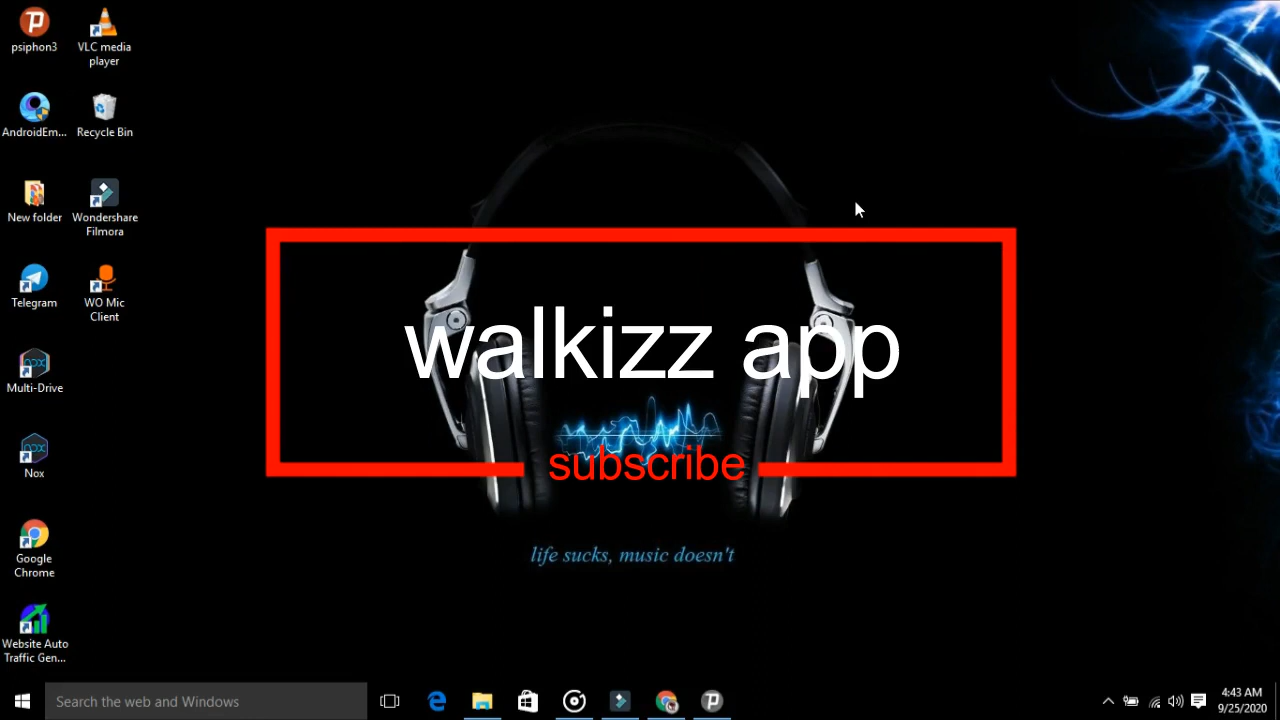 psiphon3
VLC media
player
AndroidEm...
Recycle Bin
New folder
Wondershare
Filmora
Telegram
WO Mic
Client
Multi-Drive
nox
Nox
Google
Chrome
Website Auto
Traffic Gen...
walkizz app
subscribe
life sucks, music doesn't
Search the web and Windows
4:43 AM
9/25/2020